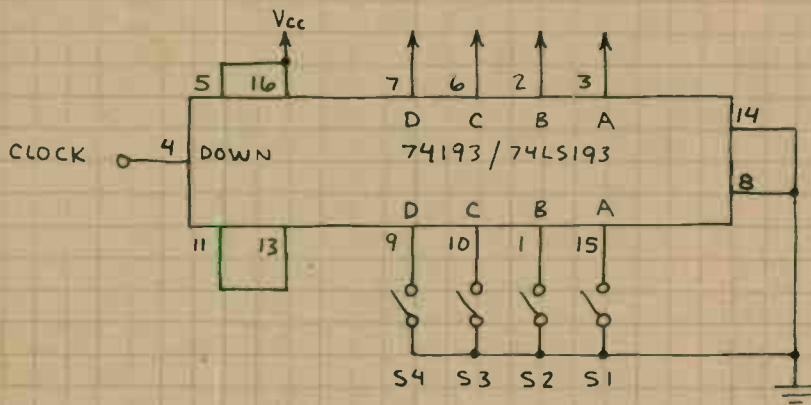 Vcc
5 16 7 6 2 3
D C B A 14
CLOCK 4 DOWN 74193/74LS193
8
D C B A
11 13 9 10 1 15
S4 S3 S2 S1